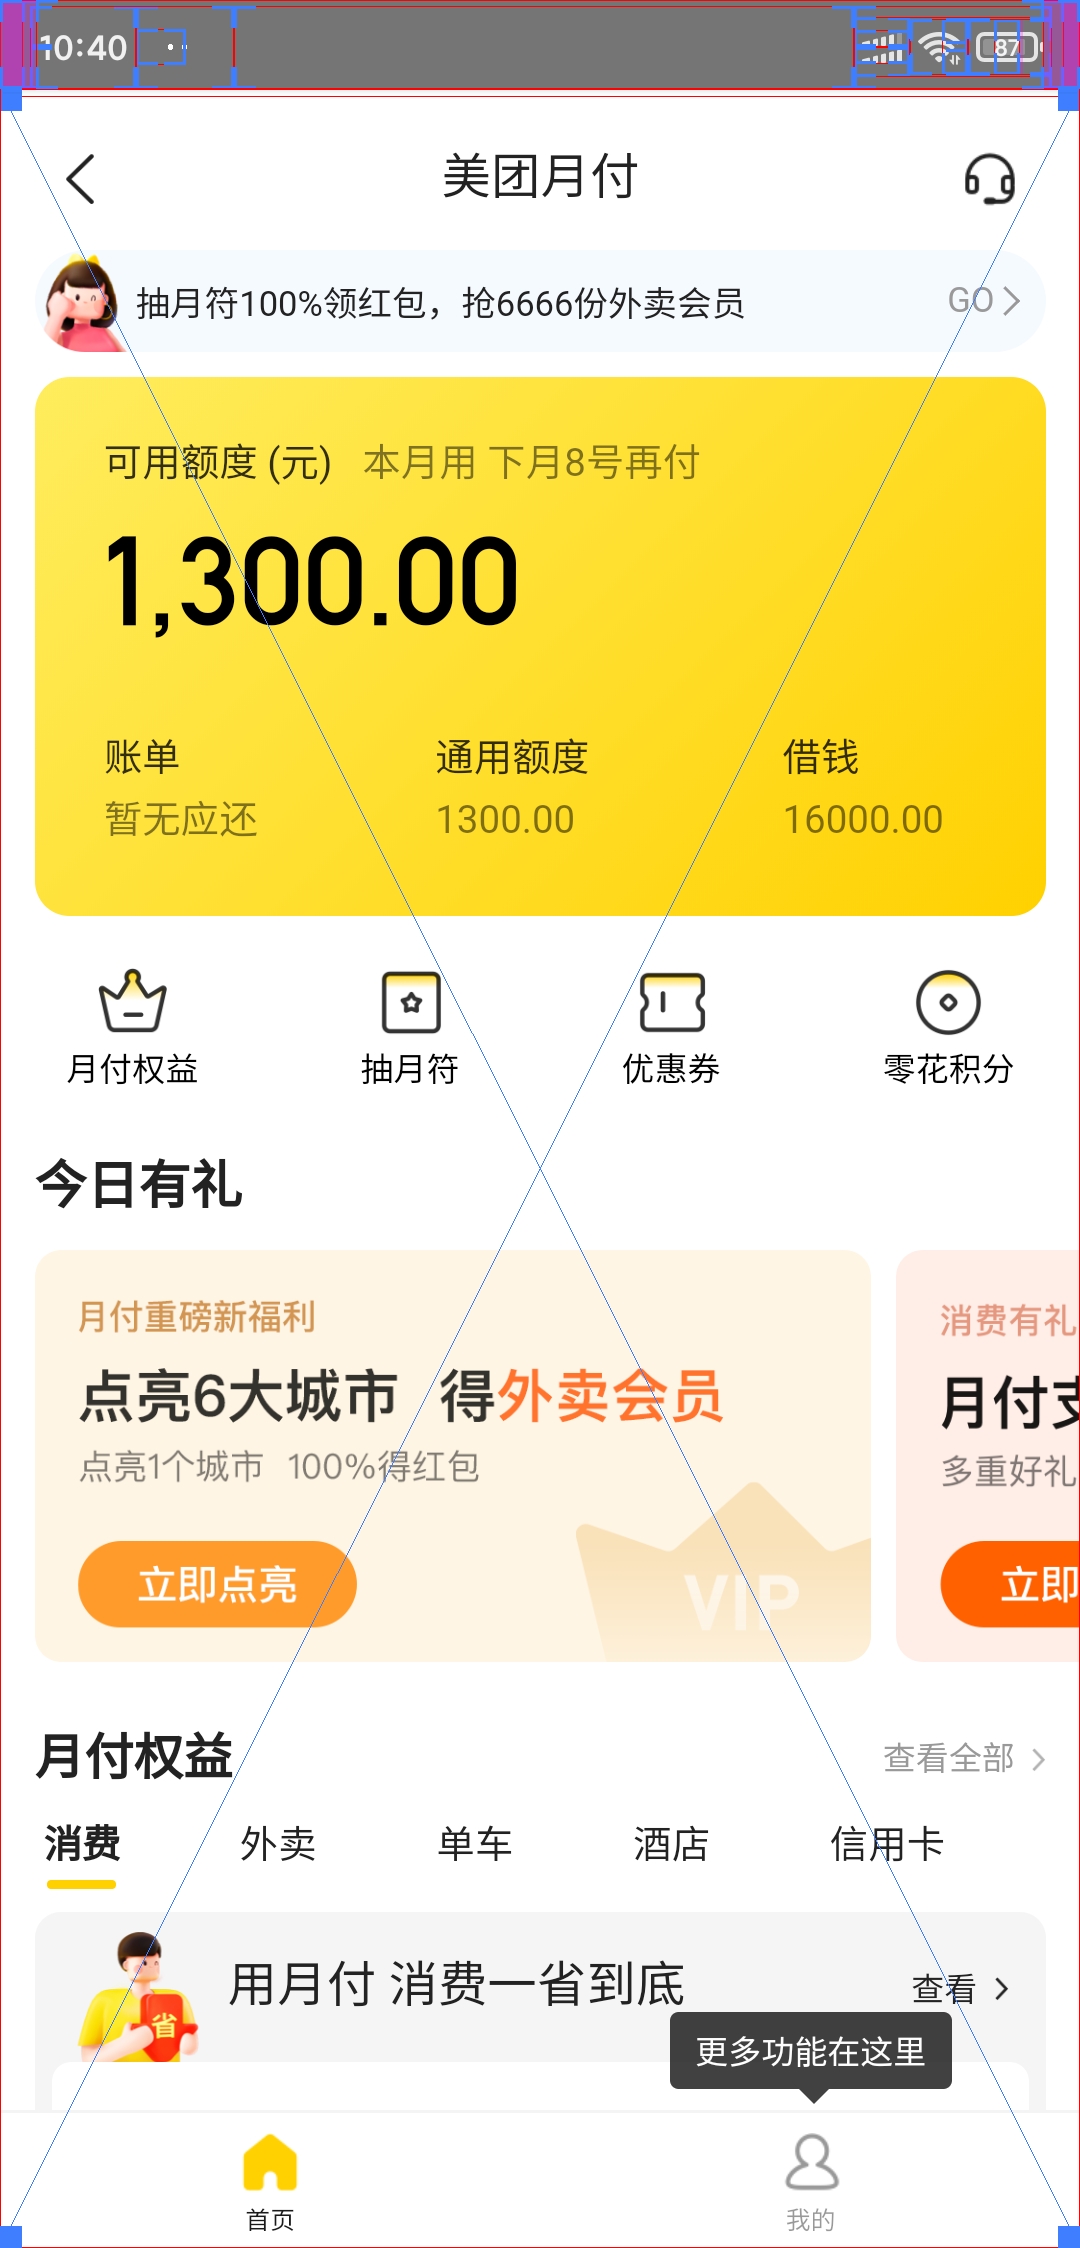 10:40
87
美团月付
抽月符100%领红包，抢6666份外卖会员
GO
可用额度 (元) 本月用 下月8号再付
1,300.00
账单 通用额度 借钱
暂无应还 1300.00 16000.00
月付权益 抽月符 优惠券 零花积分
今日有礼
月付重磅新福利
点亮6大城市 得外卖会员
点亮1个城市 100%得红包
立即点亮
VIP
消费有礼
月付支
多重好礼
立即
月付权益
查看全部
消费 外卖 单车 酒店 信用卡
省
用月付 消费一省到底
查看
更多功能在这里
首页 我的